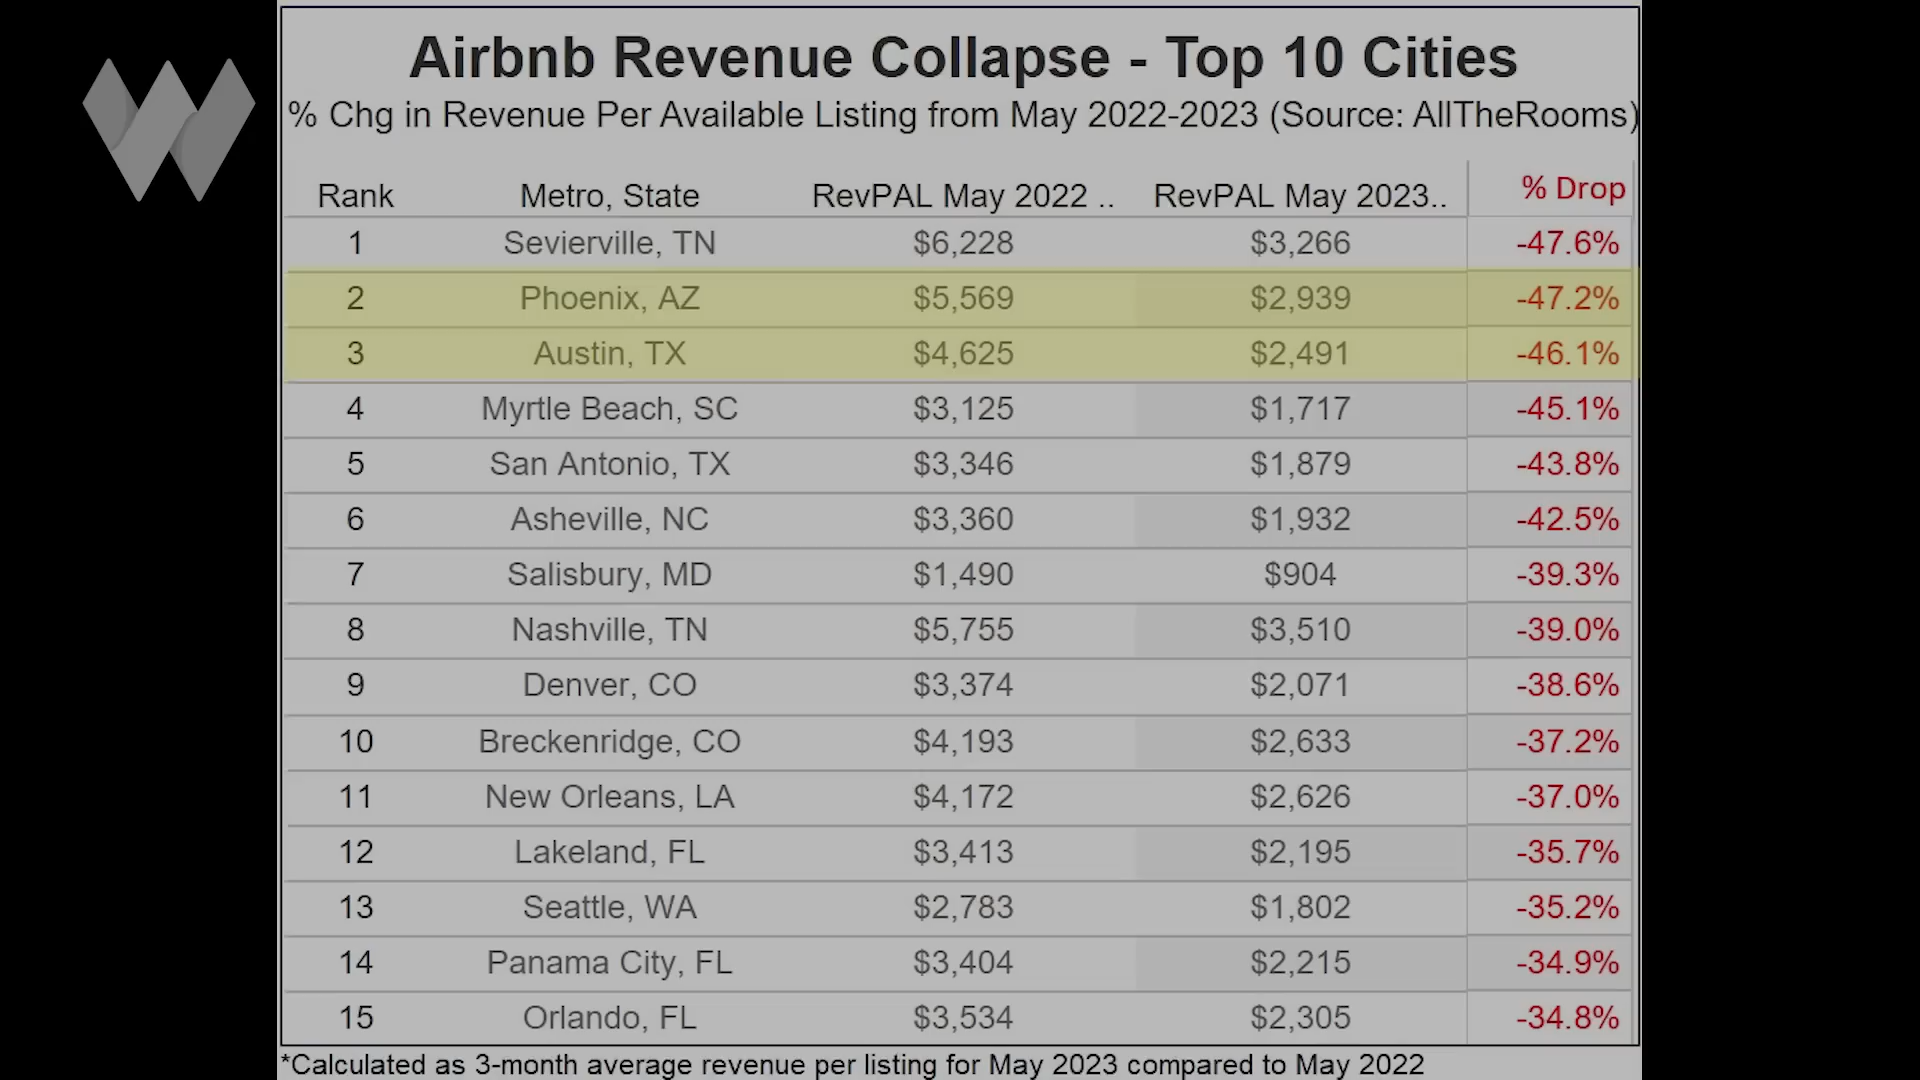 Airbnb Revenue Collapse - Top 10 Cities
% Chg in Revenue Per Available Listing from May 2022-2023 (Source: AllTheRooms)
Rank Metro, State RevPAL May 2022 .. RevPAL May 2023.. % Drop
1 Sevierville, TN $6,228 $3,266 -47.6%
2 Phoenix, AZ $5,569 $2,939 -47.2%
3 Austin, TX $4,625 $2,491 -46.1%
4 Myrtle Beach, SC $3,125 $1,717 -45.1%
5 San Antonio, TX $3,346 $1,879 -43.8%
6 Asheville, NC $3,360 $1,932 -42.5%
7 Salisbury, MD $1,490 $904 -39.3%
8 Nashville, TN $5,755 $3,510 -39.0%
9 Denver, CO $3,374 $2,071 -38.6%
10 Breckenridge, CO $4,193 $2,633 -37.2%
11 New Orleans, LA $4,172 $2,626 -37.0%
12 Lakeland, FL $3,413 $2,195 -35.7%
13 Seattle, WA $2,783 $1,802 -35.2%
14 Panama City, FL $3,404 $2,215 -34.9%
15 Orlando, FL $3,534 $2,305 -34.8%
*Calculated as 3-month average revenue per listing for May 2023 compared to May 2022